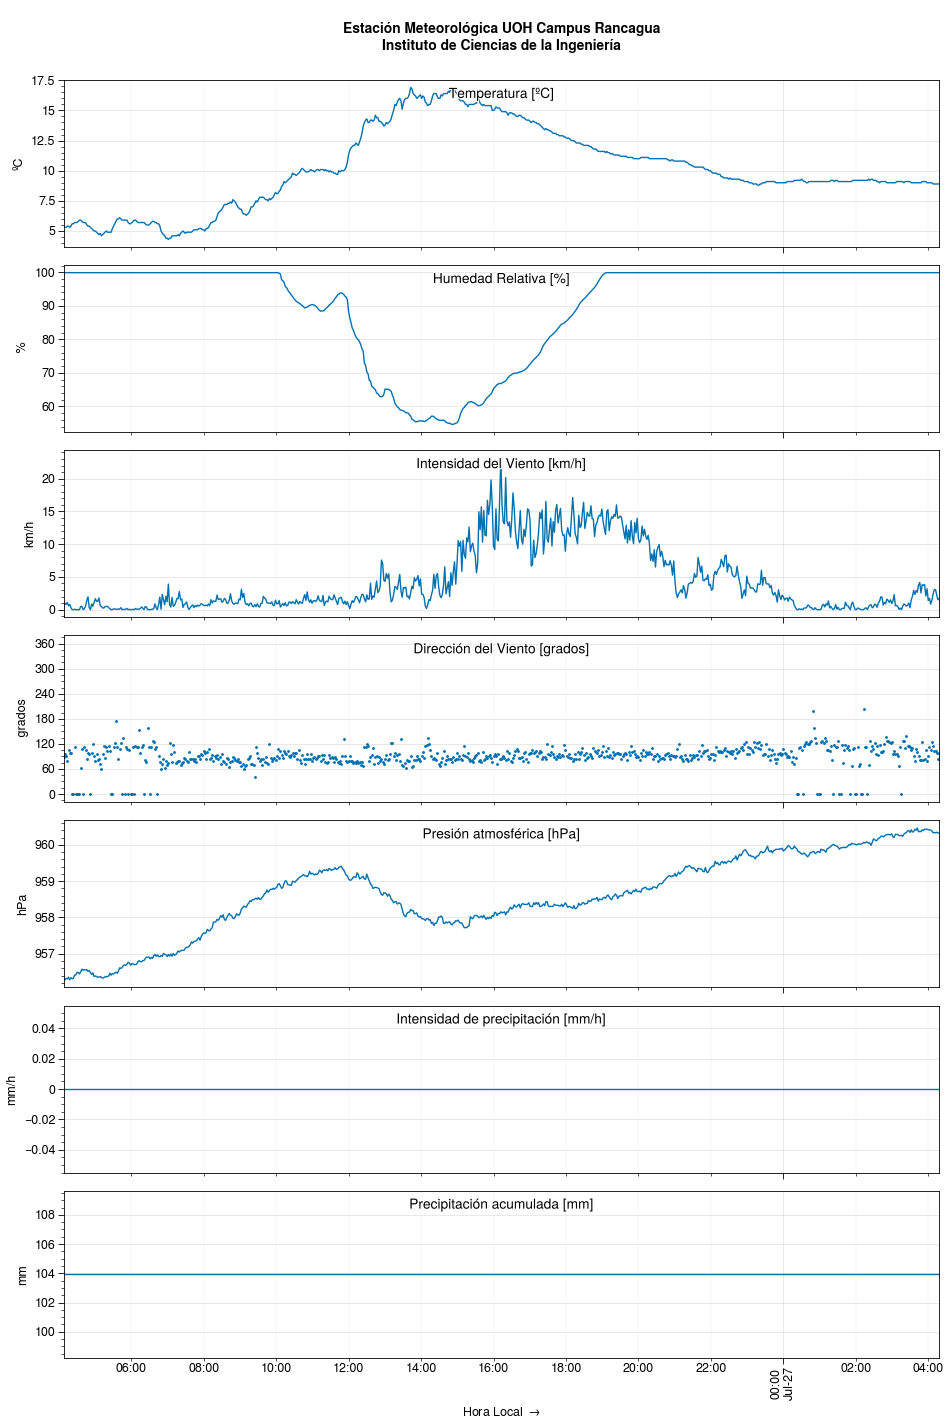 Estación Meteorológica UOH Campus Rancagua
Instituto de Ciencias de la Ingeniería
Temperatura [ºC]
ºC
17.5
15
12.5
10
7.5
5
Humedad Relativa [%]
%
100
90
80
70
60
Intensidad del Viento [km/h]
km/h
20
15
10
5
0
Dirección del Viento [grados]
grados
360
300
240
180
120
60
0
Presión atmosférica [hPa]
hPa
960
959
958
957
Intensidad de precipitación [mm/h]
mm/h
0.04
0.02
0
−0.02
−0.04
Precipitación acumulada [mm]
mm
108
106
104
102
100
06:00 08:00 10:00 12:00 14:00 16:00 18:00 20:00 22:00 00:00 02:00 04:00
Jul-27
Hora Local →